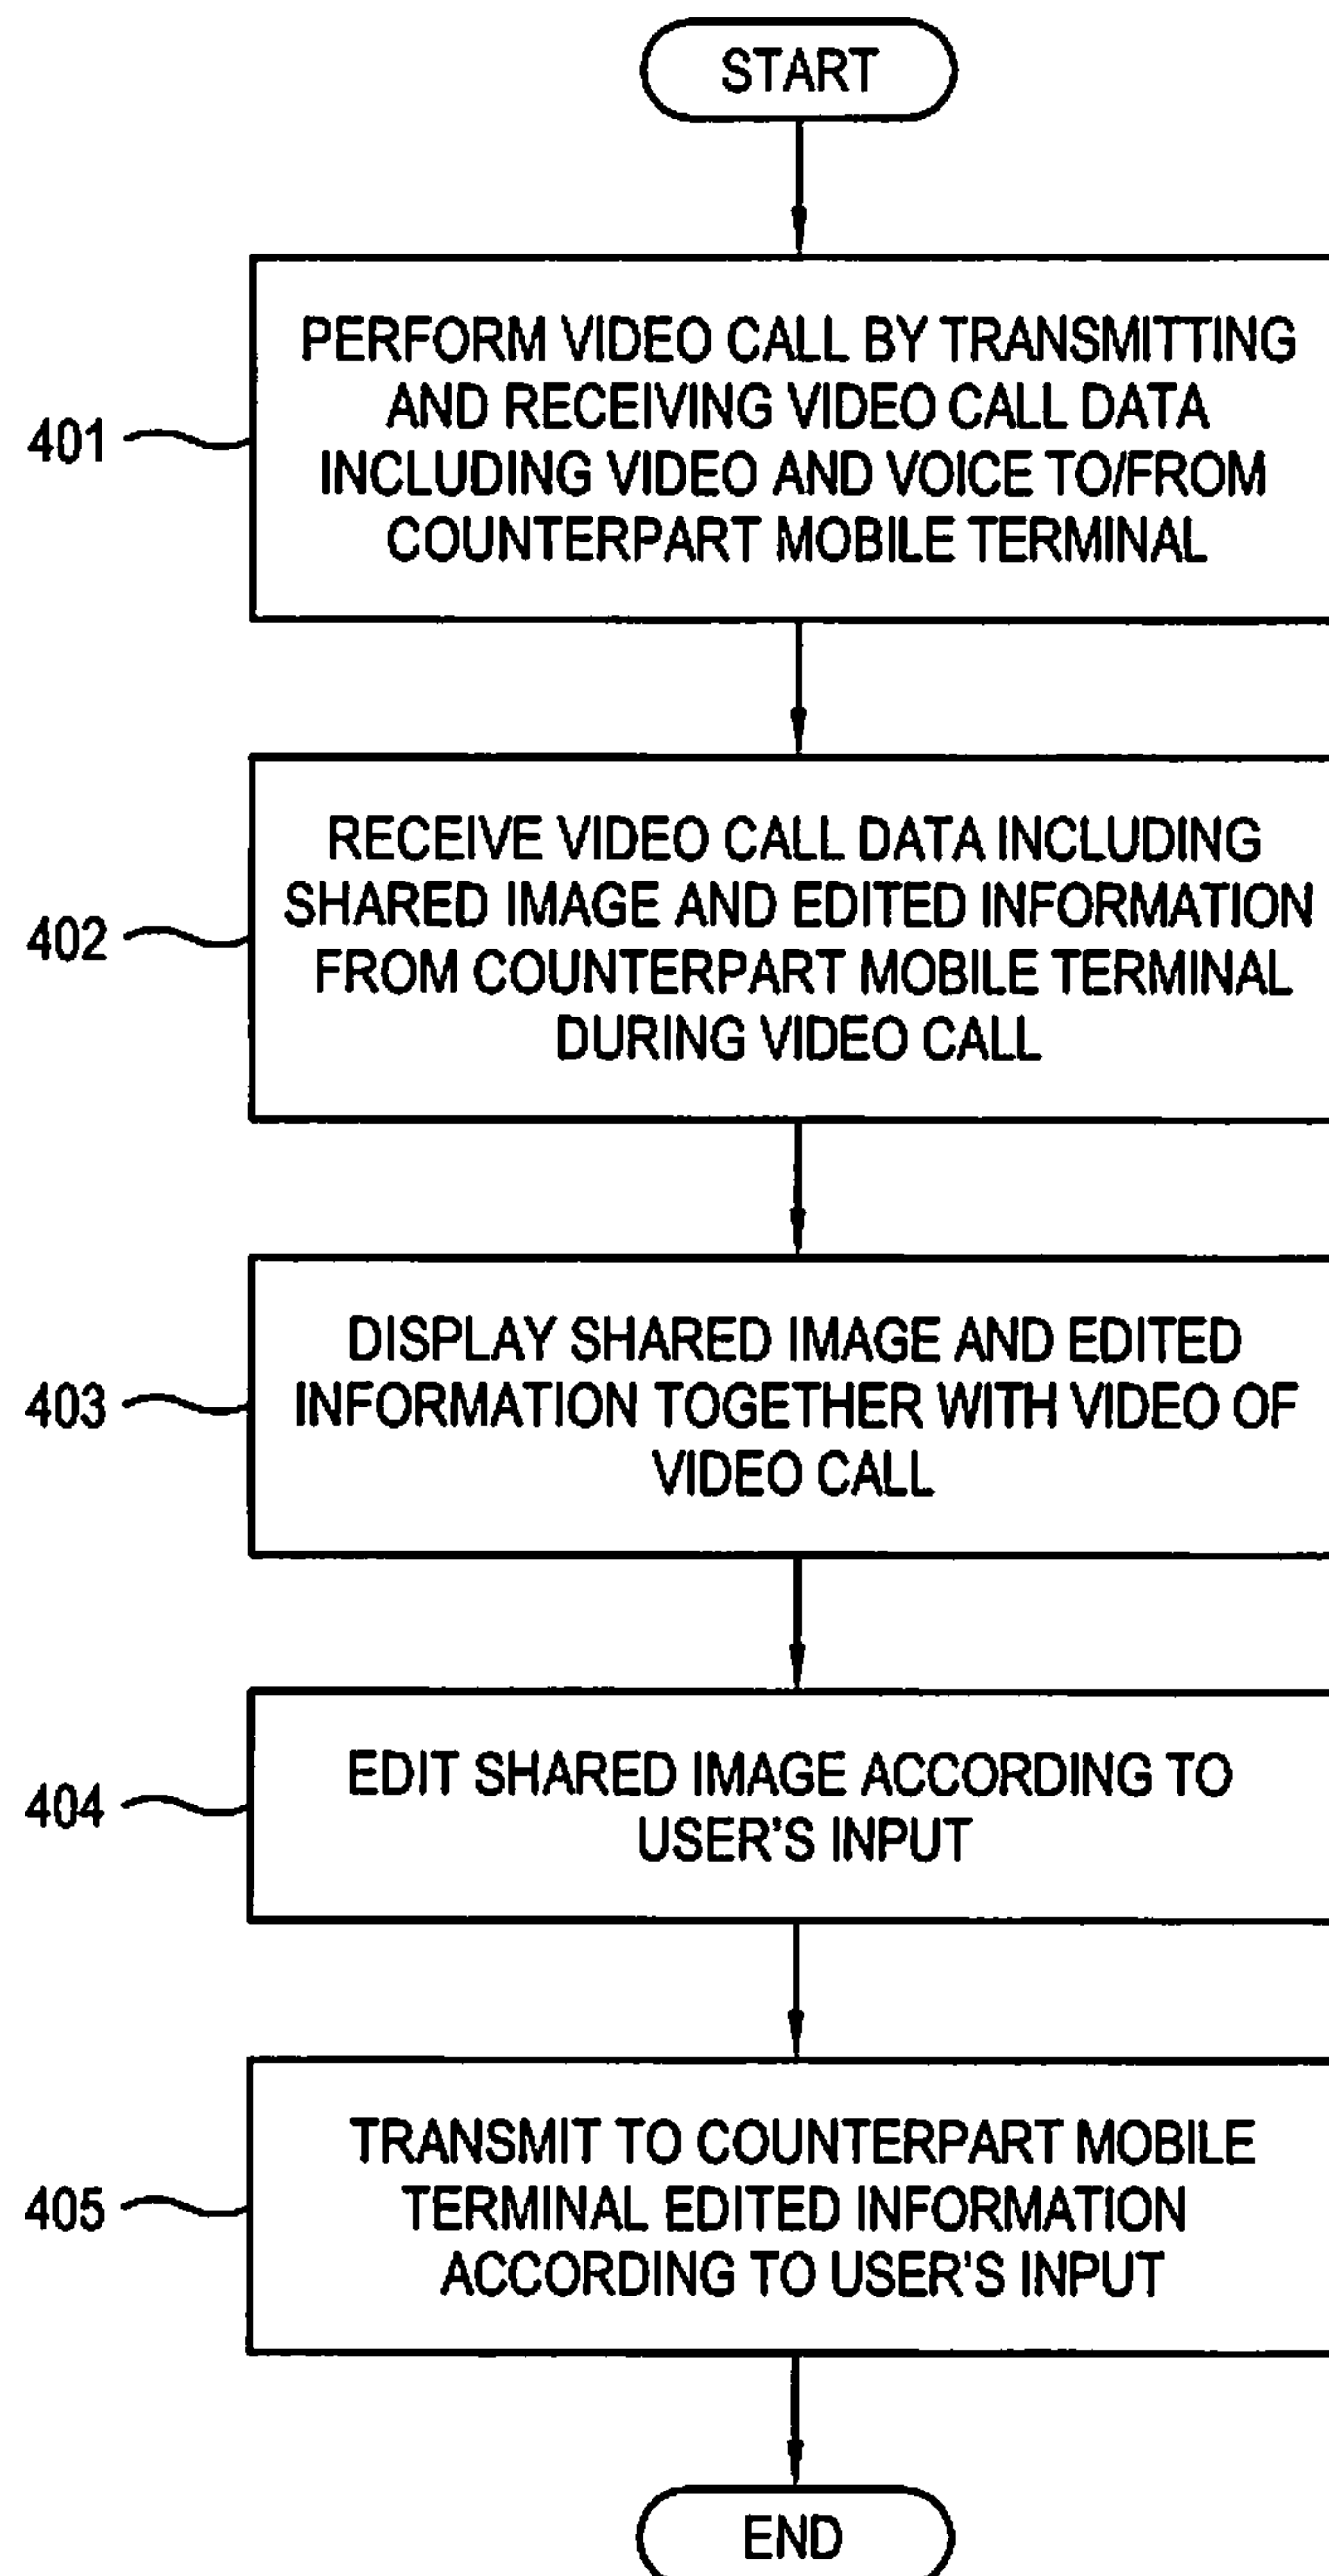 START
401
PERFORM VIDEO CALL BY TRANSMITTING
AND RECEIVING VIDEO CALL DATA
INCLUDING VIDEO AND VOICE TO/FROM
COUNTERPART MOBILE TERMINAL
402
RECEIVE VIDEO CALL DATA INCLUDING
SHARED IMAGE AND EDITED INFORMATION
FROM COUNTERPART MOBILE TERMINAL
DURING VIDEO CALL
403
DISPLAY SHARED IMAGE AND EDITED
INFORMATION TOGETHER WITH VIDEO OF
VIDEO CALL
404
EDIT SHARED IMAGE ACCORDING TO
USER'S INPUT
405
TRANSMIT TO COUNTERPART MOBILE
TERMINAL EDITED INFORMATION
ACCORDING TO USER'S INPUT
END